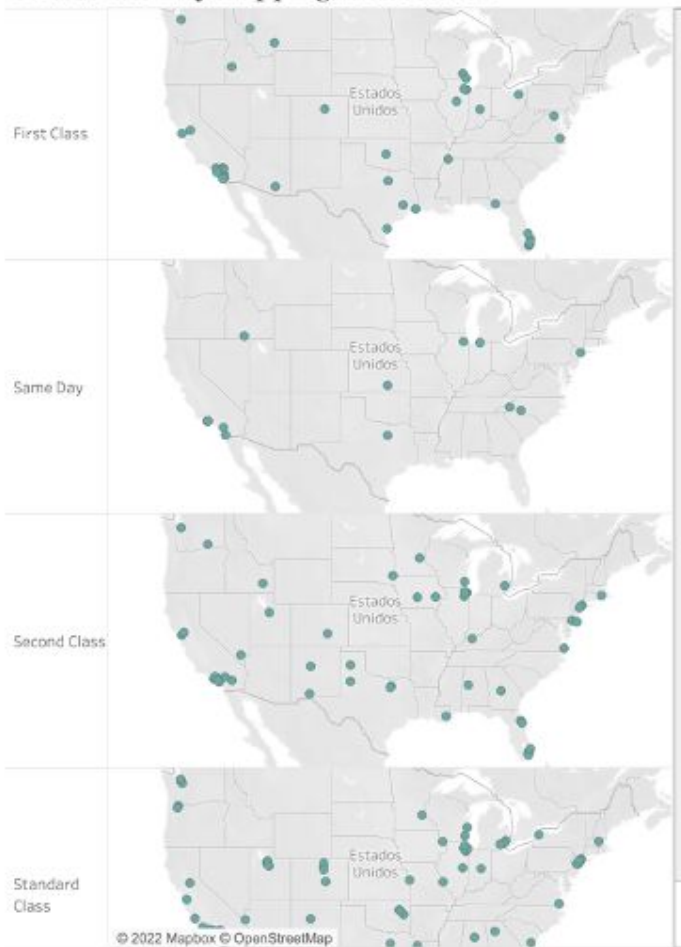 First Class
Estados
Unidos
Same Day
Estados
Unidos
Second Class
Estados
Unidos
Standard
Class
Estados
Unidos
© 2022 Mapbox © OpenStreetMap